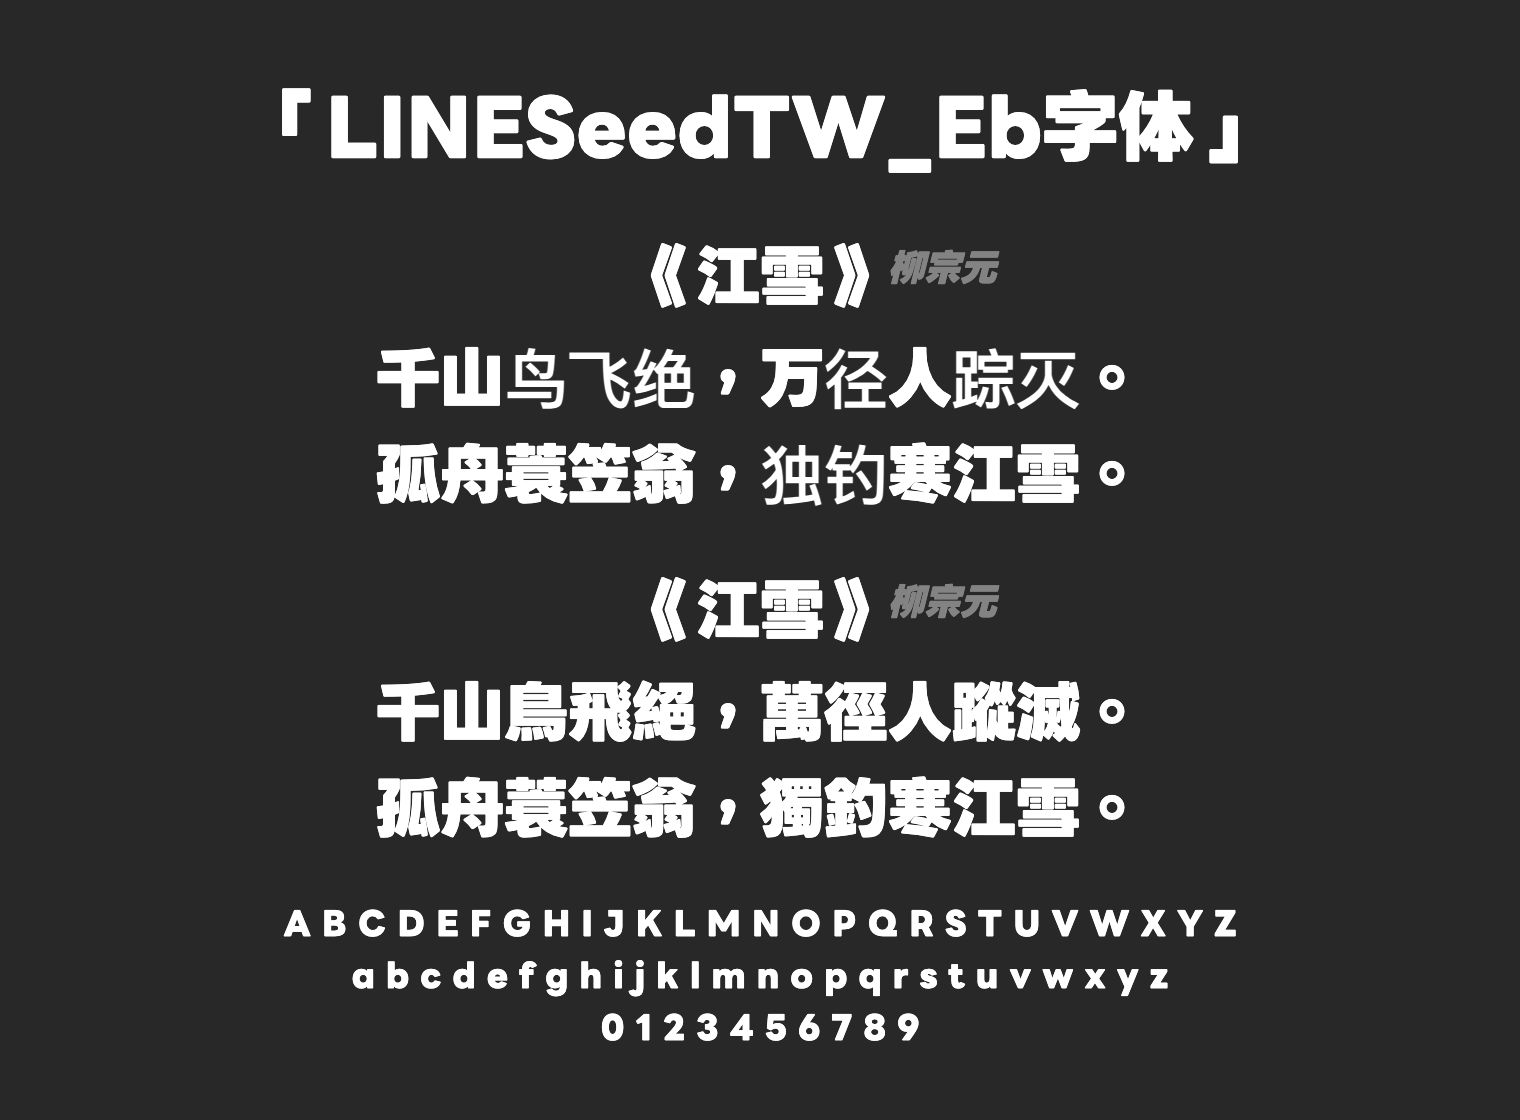 「LINESeedTW_Eb字体」
《江雪》柳宗元
千山鸟飞绝，万径人踪灭。
孤舟蓑笠翁，独钓寒江雪。
《江雪》柳宗元
千山鳥飛絕，萬徑人蹤滅。
孤舟蓑笠翁，獨釣寒江雪。
A B C D E F G H I J K L M N O P Q R S T U V W X Y Z
a b c d e f g h i j k l m n o p q r s t u v w x y z
0 1 2 3 4 5 6 7 8 9